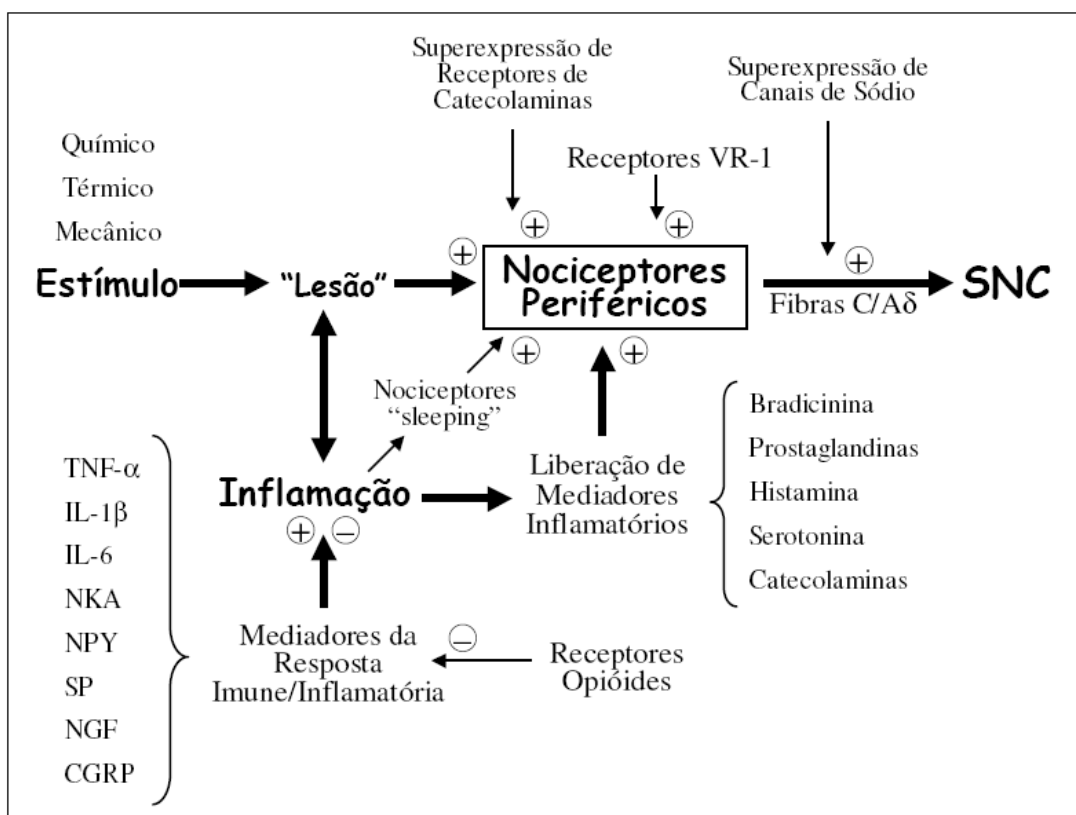 Superexpressão de
Receptores de
Catecolaminas
Superexpressão de
Canais de Sódio
Químico
Térmico
Mecânico
Receptores VR-1
Estímulo
“Lesão”
+
+
+
Nociceptores
Periféricos
+
SNC
Fibras C/Aδ
+
+
Nociceptores
“sleeping”
Inflamação
+
−
Liberação de
Mediadores
Inflamatórios
Bradicinina
Prostaglandinas
Histamina
Serotonina
Catecolaminas
TNF-α
IL-1β
IL-6
NKA
NPY
SP
NGF
CGRP
Mediadores da
Resposta
Imune/Inflamatória
−
Receptores
Opióides